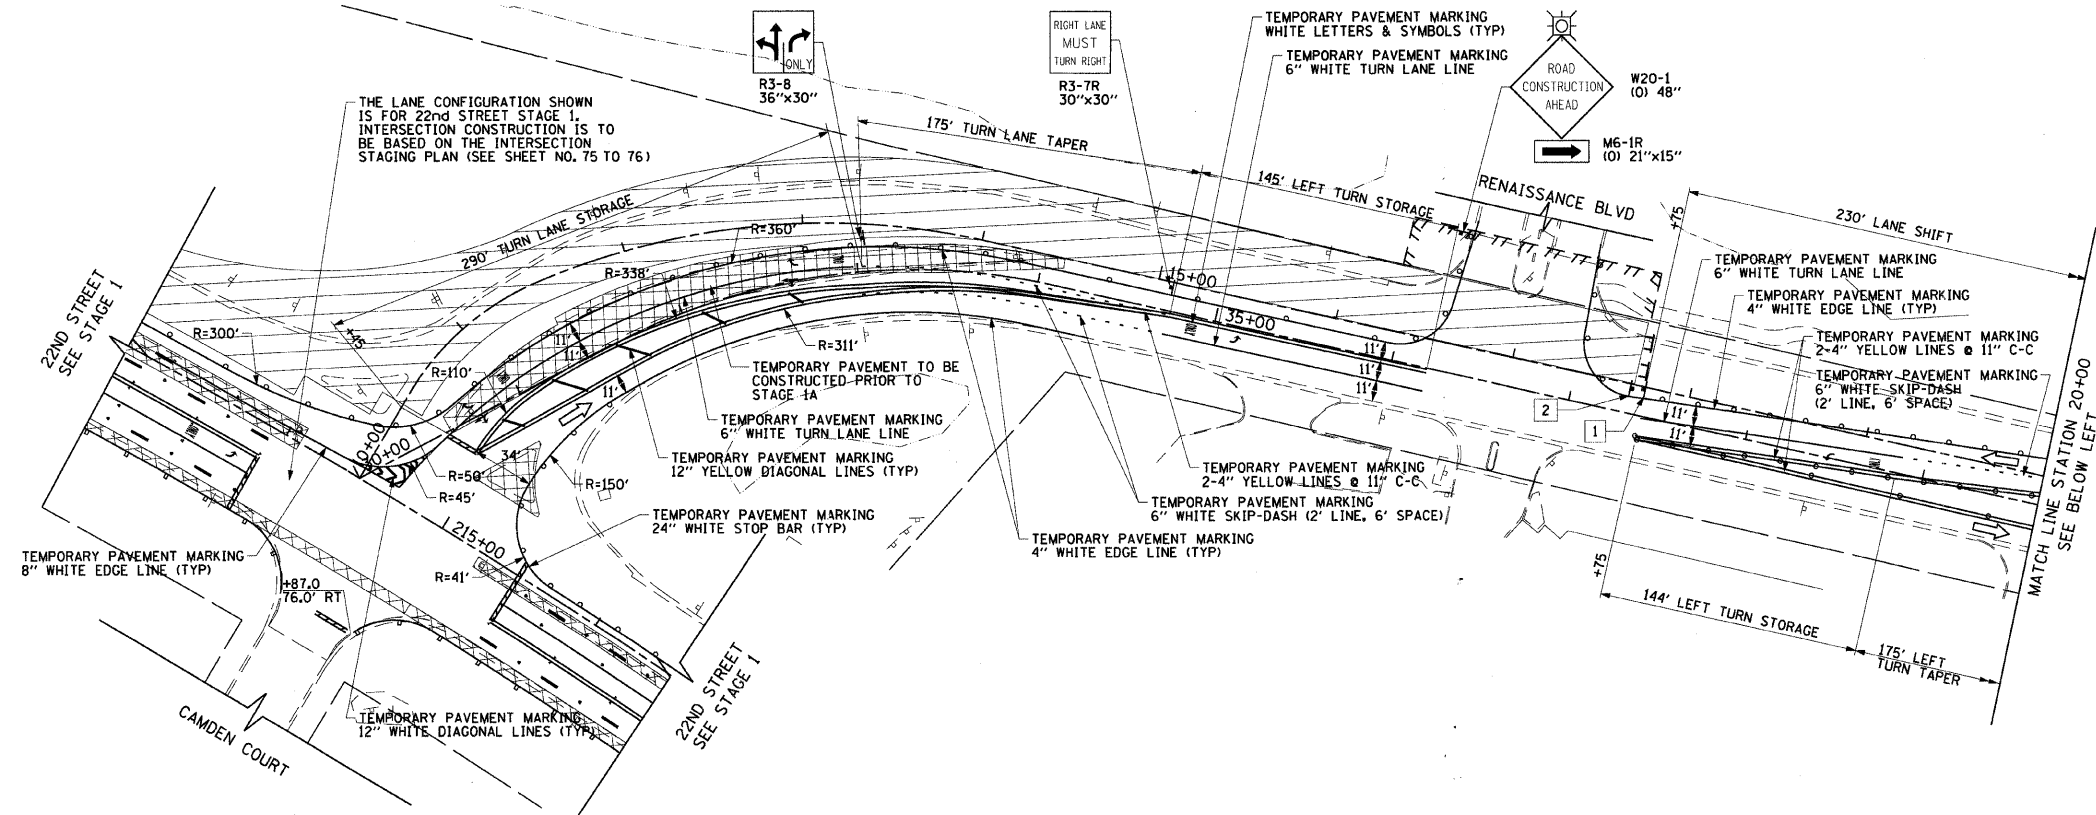 ONLY
R3-8
36"x30"
RIGHT LANE
MUST
TURN RIGHT
R3-7R
30"x30"
TEMPORARY PAVEMENT MARKING
WHITE LETTERS & SYMBOLS (TYP)
TEMPORARY PAVEMENT MARKING
6" WHITE TURN LANE LINE
ROAD
CONSTRUCTION
AHEAD
W20-1
(O) 48"
M6-1R
(O) 21"x15"
THE LANE CONFIGURATION SHOWN
IS FOR 22nd STREET STAGE 1.
INTERSECTION CONSTRUCTION IS TO
BE BASED ON THE INTERSECTION
STAGING PLAN (SEE SHEET NO. 75 TO 76)
175' TURN LANE TAPER
145' LEFT TURN STORAGE
RENAISSANCE BLVD
+75
230' LANE SHIFT
290' TURN LANE STORAGE
R=360'
R=338'
22ND STREET
SEE STAGE 1
R=300'
+45
R=110'
11'
11'
11'
R=311'
15+00
35+00
11'
11'
11'
TEMPORARY PAVEMENT MARKING
6" WHITE TURN LANE LINE
TEMPORARY PAVEMENT MARKING
4" WHITE EDGE LINE (TYP)
TEMPORARY PAVEMENT MARKING
2-4" YELLOW LINES @ 11" C-C
TEMPORARY PAVEMENT MARKING
6" WHITE SKIP-DASH
(2' LINE, 6' SPACE)
TEMPORARY PAVEMENT TO BE
CONSTRUCTED PRIOR TO
STAGE 1A
TEMPORARY PAVEMENT MARKING
6" WHITE TURN LANE LINE
TEMPORARY PAVEMENT MARKING
12" YELLOW DIAGONAL LINES (TYP)
2
1
11'
11'
10+00
R=50'
R=45'
34'
R=150'
TEMPORARY PAVEMENT MARKING
24" WHITE STOP BAR (TYP)
TEMPORARY PAVEMENT MARKING
2-4" YELLOW LINES @ 11" C-C
TEMPORARY PAVEMENT MARKING
6" WHITE SKIP-DASH (2' LINE, 6' SPACE)
TEMPORARY PAVEMENT MARKING
4" WHITE EDGE LINE (TYP)
215+00
R=41'
TEMPORARY PAVEMENT MARKING
8" WHITE EDGE LINE (TYP)
+87.0
76.0' RT
+75
144' LEFT TURN STORAGE
175' LEFT
TURN TAPER
MATCH LINE STATION 20+00
SEE BELOW LEFT
22ND STREET
SEE STAGE 1
TEMPORARY PAVEMENT MARKING
12" WHITE DIAGONAL LINES (TYP)
CAMDEN COURT